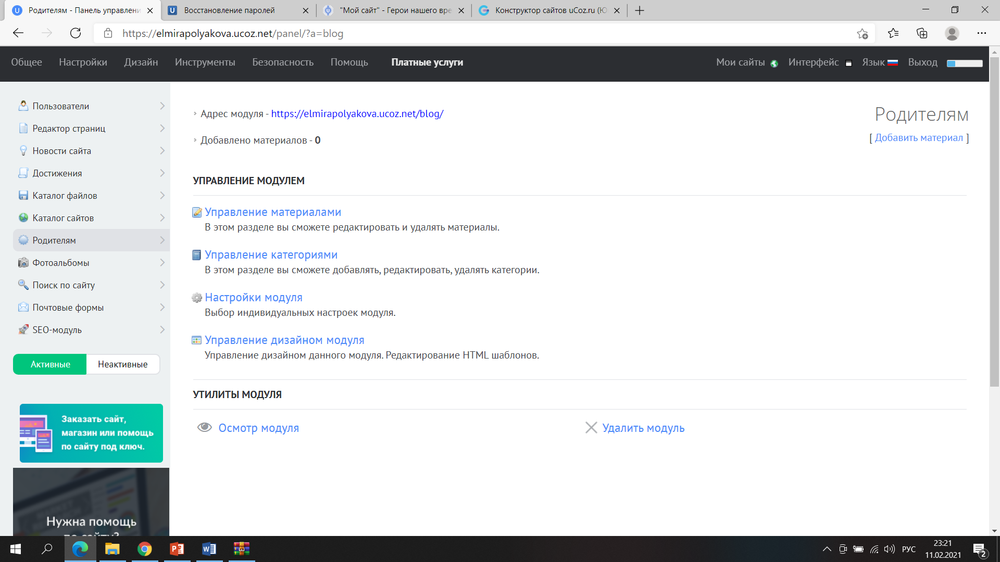 Родителям - Панель управлени
Восстановление паролей
"Мой сайт" - Герои нашего вре
Конструктор сайтов uCoz.ru (Ю
https://elmirapolyakova.ucoz.net/panel/?a=blog
Общее Настройки Дизайн Инструменты Безопасность Помощь Платные услуги Мои сайты Интерфейс Язык Выход
Пользователи
Редактор страниц
Новости сайта
Достижения
Каталог файлов
Каталог сайтов
Родителям
Фотоальбомы
Поиск по сайту
Почтовые формы
SEO-модуль
Активные Неактивные
Заказать сайт,
магазин или помощь
по сайту под ключ.
Нужна помощь
по сайту?
Адрес модуля - https://elmirapolyakova.ucoz.net/blog/
Добавлено материалов - 0
Родителям
[ Добавить материал ]
УПРАВЛЕНИЕ МОДУЛЕМ
Управление материалами
В этом разделе вы сможете редактировать и удалять материалы.
Управление категориями
В этом разделе вы сможете добавлять, редактировать, удалять категории.
Настройки модуля
Выбор индивидуальных настроек модуля.
Управление дизайном модуля
Управление дизайном данного модуля. Редактирование HTML шаблонов.
УТИЛИТЫ МОДУЛЯ
Осмотр модуля
Удалить модуль
РУС
23:21
11.02.2021
2